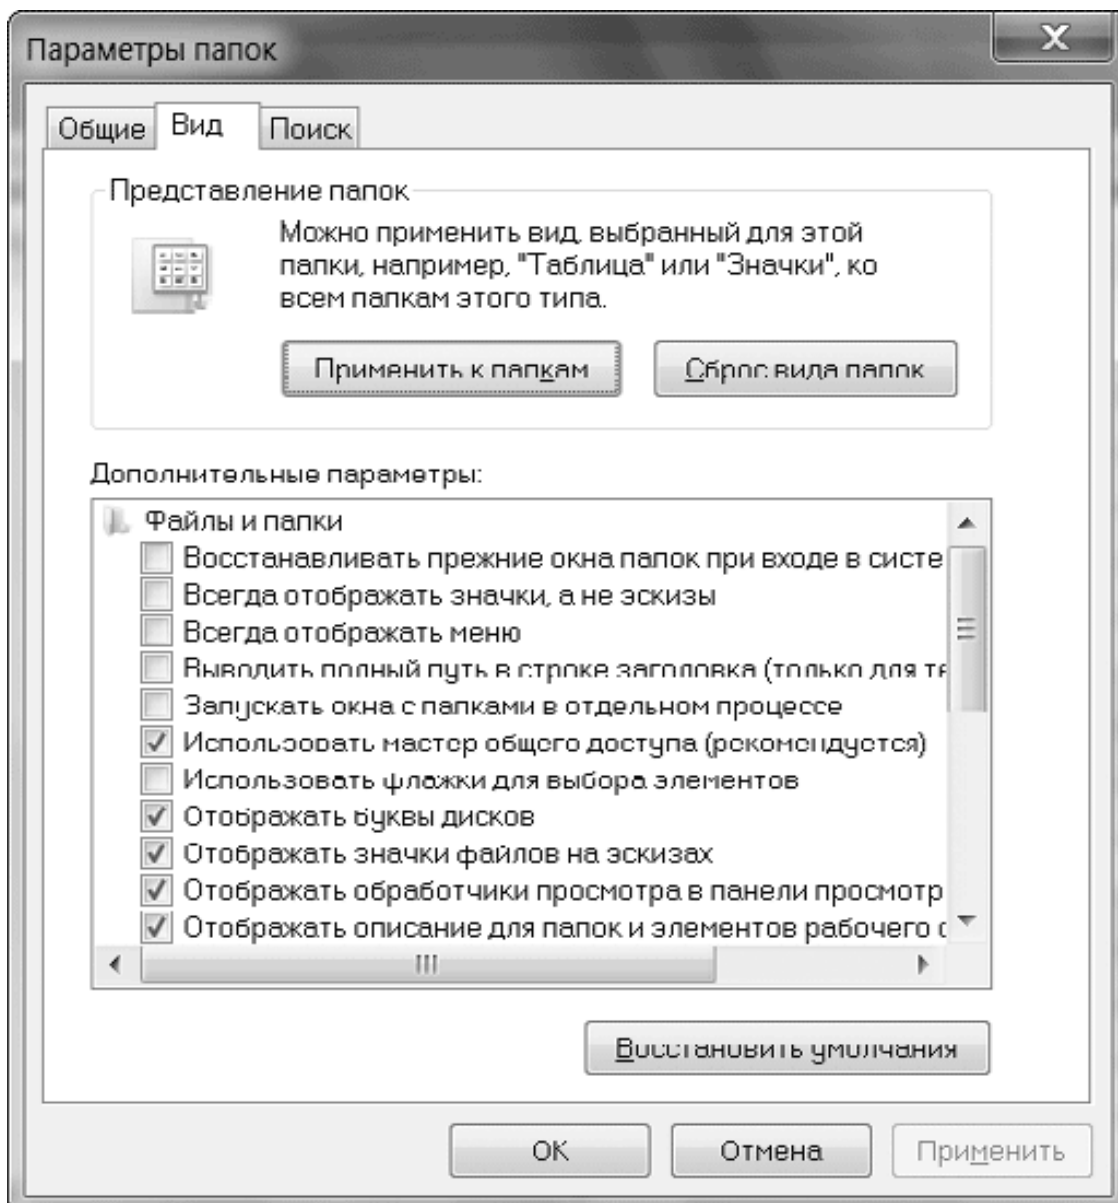 Параметры папок
Общие
Вид
Поиск
Представление папок
Можно применить вид, выбранный для этой
папки, например, "Таблица" или "Значки", ко
всем папкам этого типа.
Применить к папкам
Сброс вида папок
Дополнительные параметры:
Файлы и папки
Восстанавливать прежние окна папок при входе в систе
Всегда отображать значки, а не эскизы
Всегда отображать меню
Выводить полный путь в строке заголовка (только для те
Запускать окна с папками в отдельном процессе
Использовать мастер общего доступа (рекомендуется)
Использовать флажки для выбора элементов
Отображать буквы дисков
Отображать значки файлов на эскизах
Отображать обработчики просмотра в панели просмотр
Отображать описание для папок и элементов рабочего с
Восстановить умолчания
ОК
Отмена
Применить